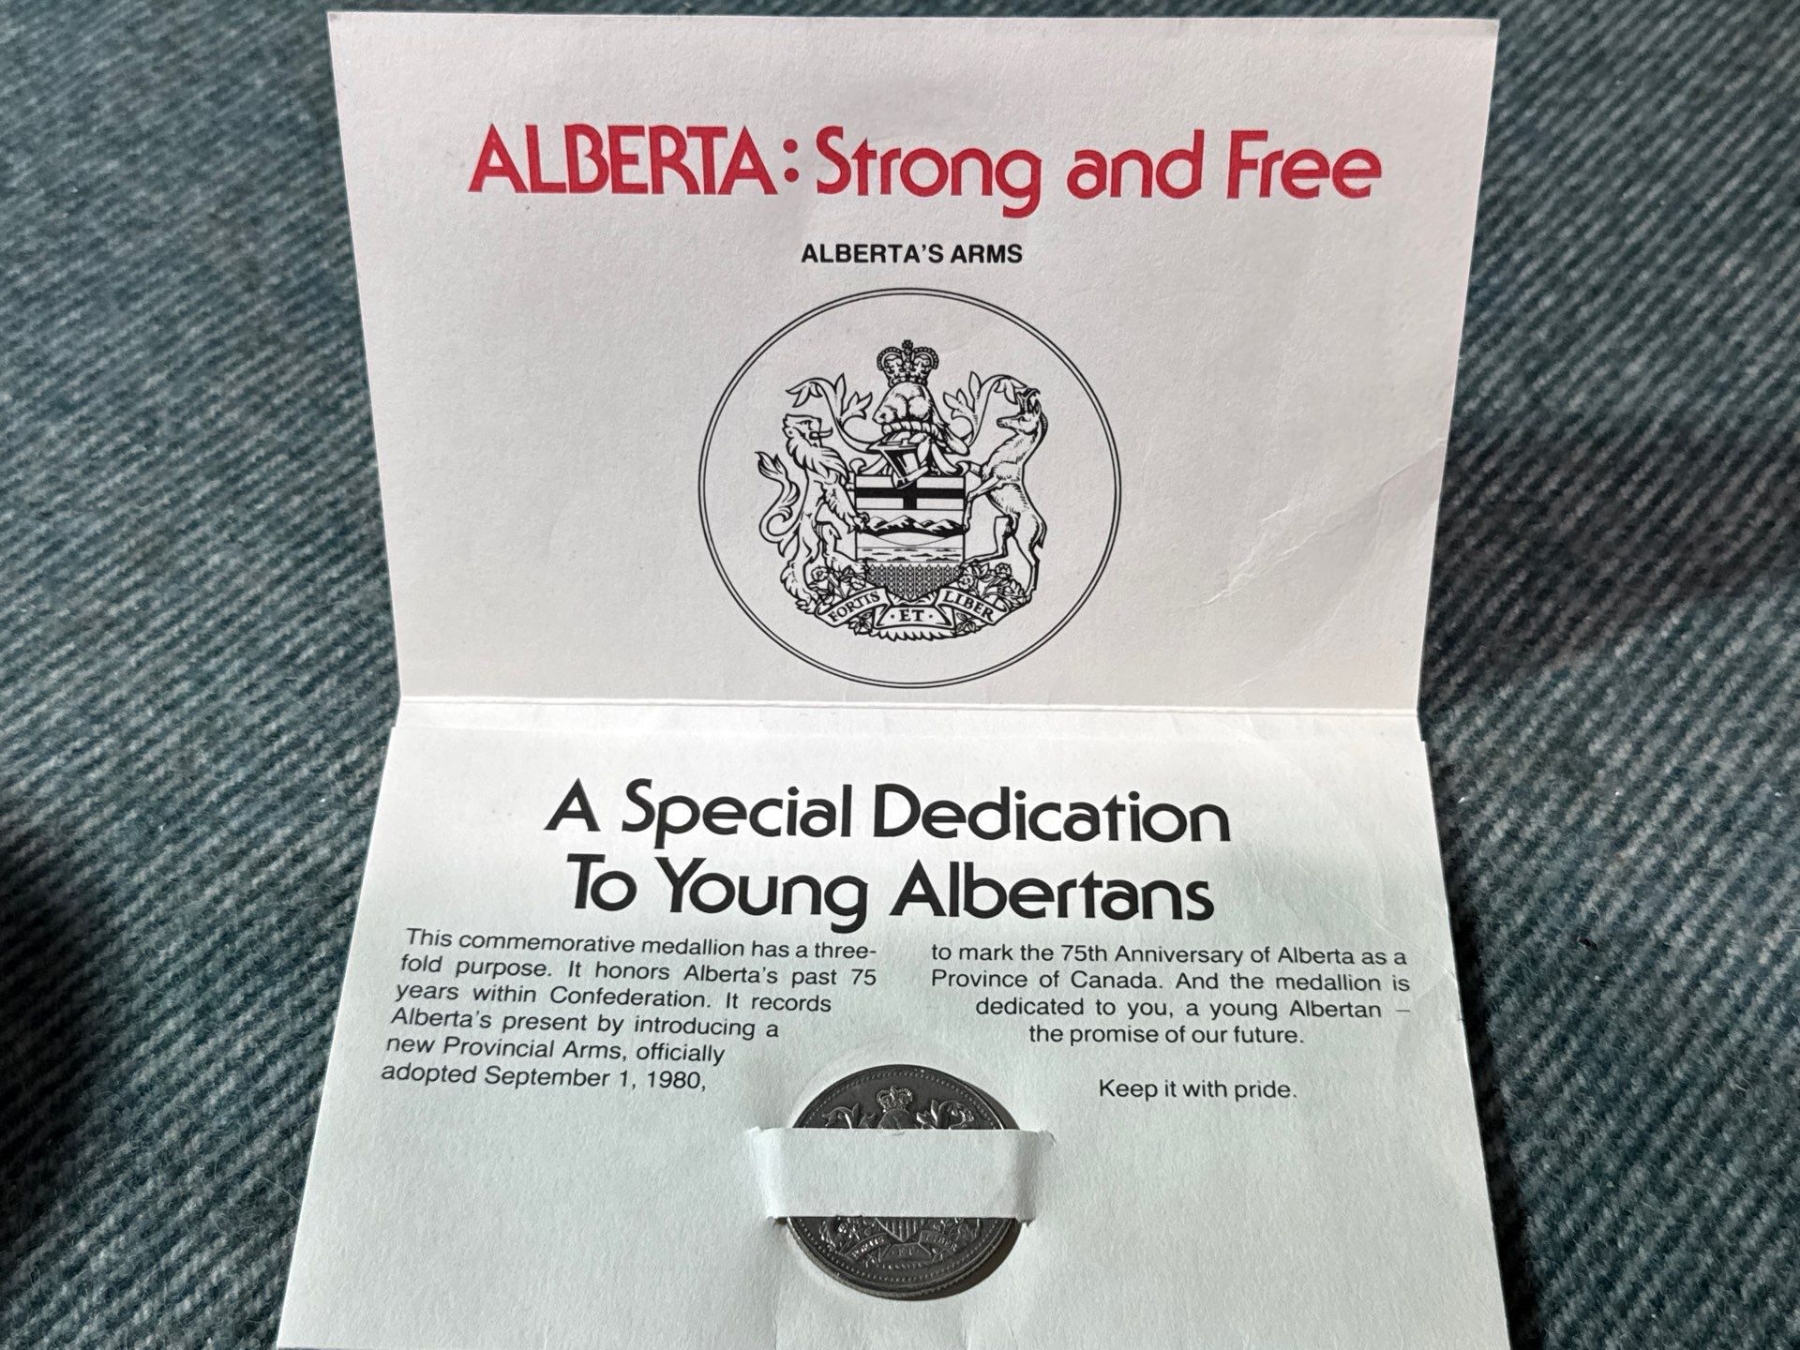 ALBERTA: Strong and Free
ALBERTA'S ARMS
FORTIS ET LIBER
A Special Dedication
To Young Albertans
This commemorative medallion has a three-
fold purpose. It honors Alberta's past 75
years within Confederation. It records
Alberta's present by introducing a
new Provincial Arms, officially
adopted September 1, 1980,
to mark the 75th Anniversary of Alberta as a
Province of Canada. And the medallion is
dedicated to you, a young Albertan –
the promise of our future.
Keep it with pride.
FORTIS ET LIBER